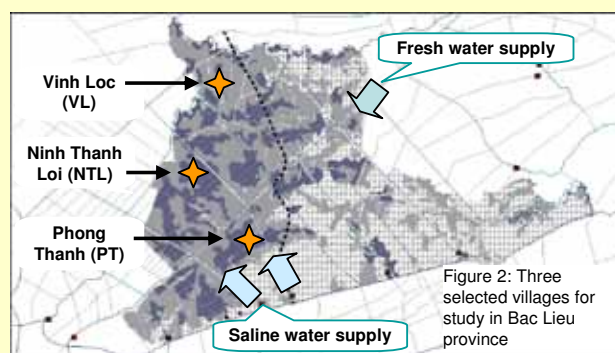 Fresh water supply
Vinh Loc
(VL)
Ninh Thanh
Loi (NTL)
Phong
Thanh (PT)
Saline water supply
Figure 2: Three
selected villages for
study in Bac Lieu
province